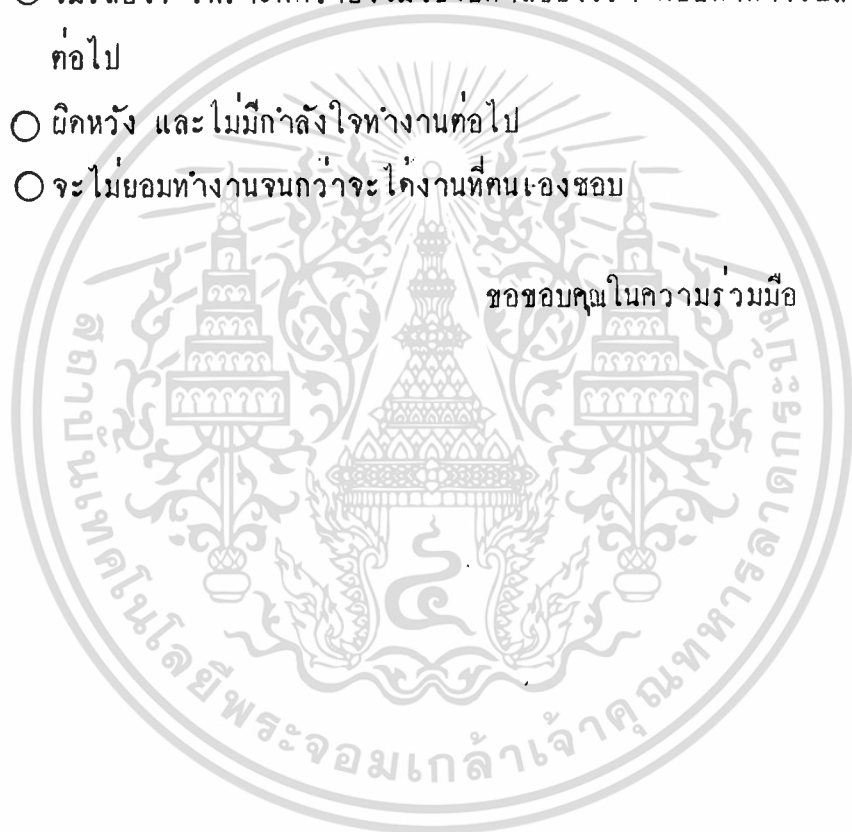 ต่อไป
○ ผิดหวัง และไม่มีกำลังใจทำงานต่อไป
○ จะไม่ยอมทำงานจนกว่าจะได้งานที่ตนเองชอบ
ขอขอบคุณในความร่วมมือ
สถาบันเทคโนโลยีพระจอมเกล้าเจ้าคุณทหารลาดกระบัง